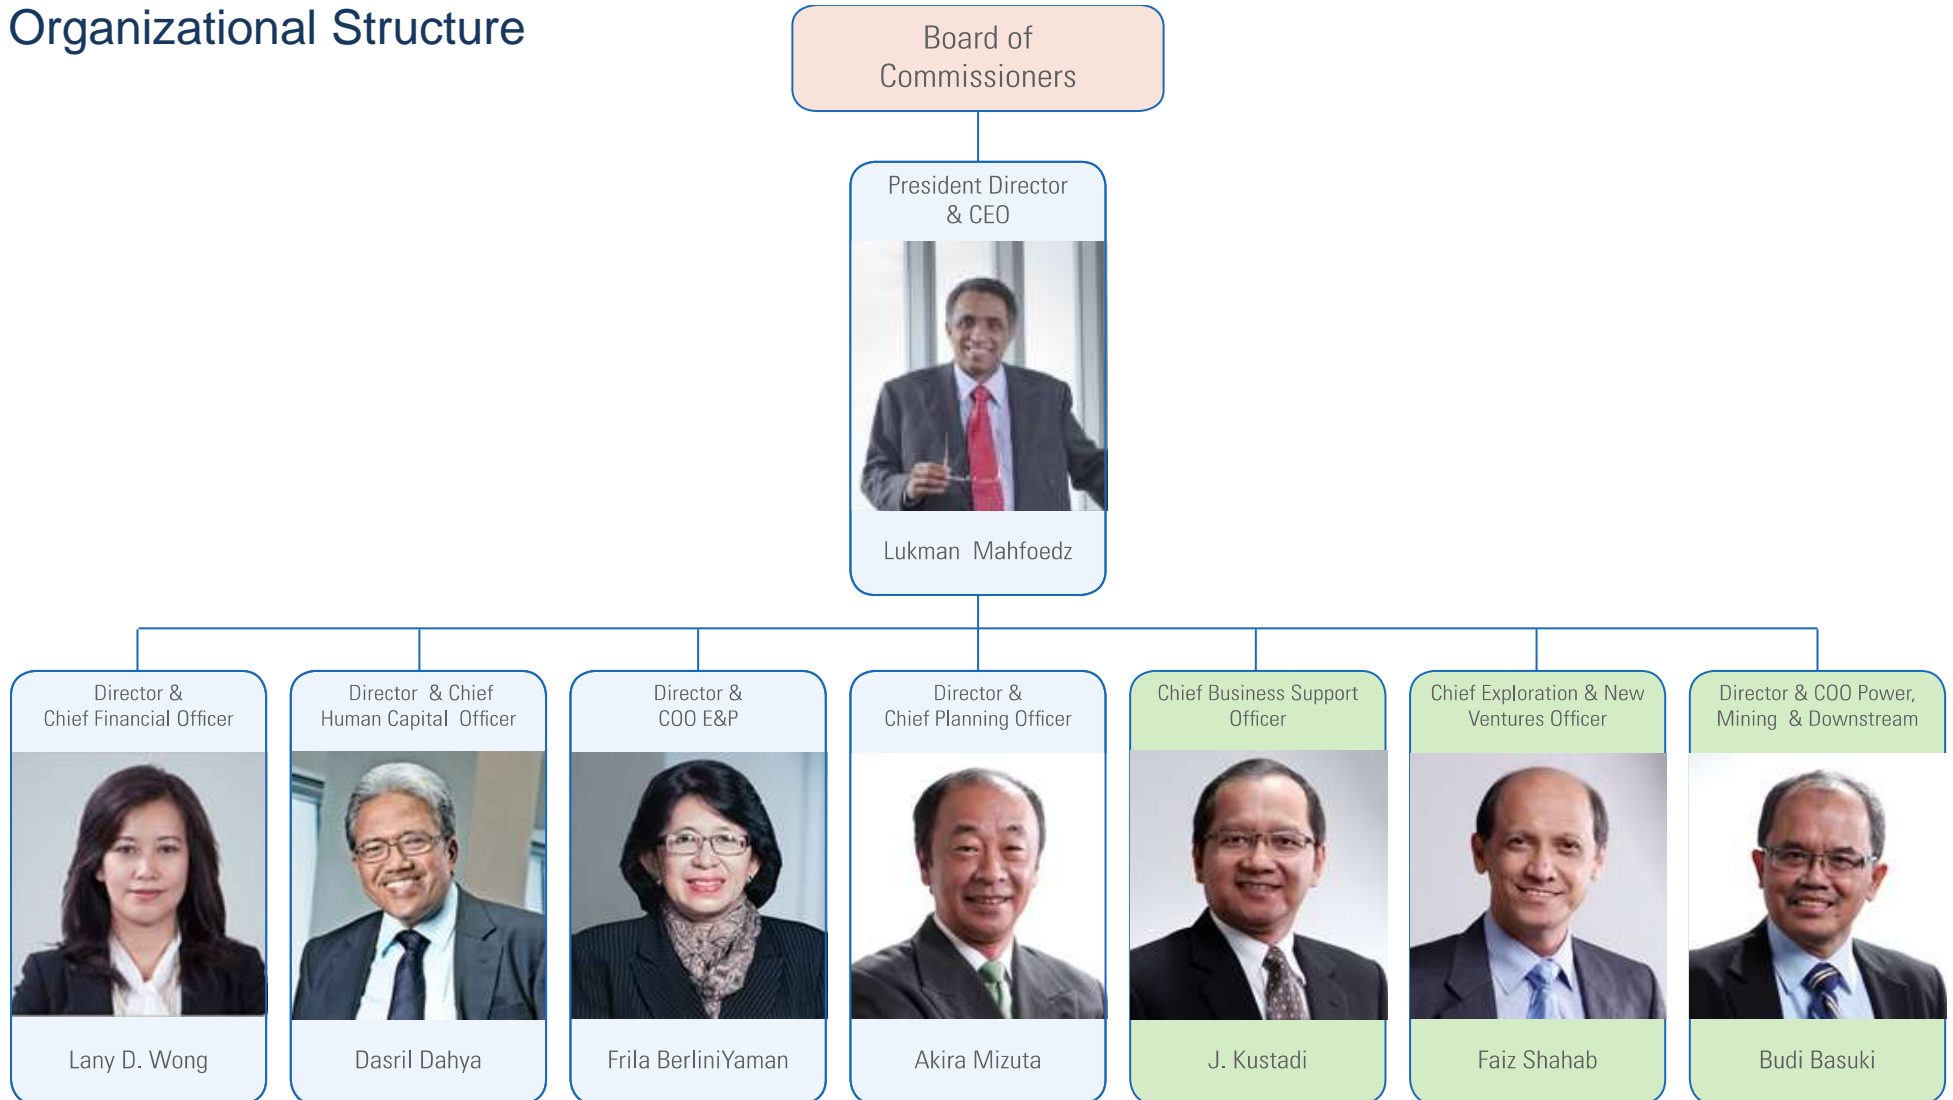 Organizational Structure
Board of
Commissioners
President Director
& CEO
Lukman Mahfoedz
Director &
Chief Financial Officer
Lany D. Wong
Director & Chief
Human Capital Officer
Dasril Dahya
Director &
COO E&P
Frila BerliniYaman
Director &
Chief Planning Officer
Akira Mizuta
Chief Business Support
Officer
J. Kustadi
Chief Exploration & New
Ventures Officer
Faiz Shahab
Director & COO Power,
Mining & Downstream
Budi Basuki